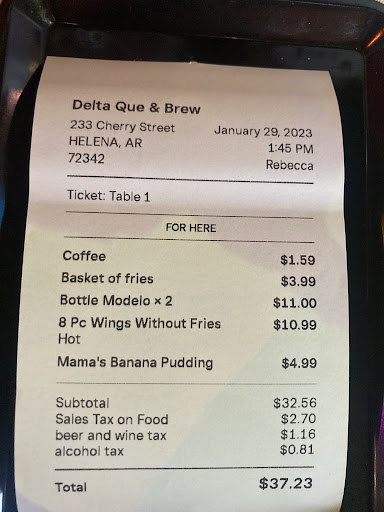 Delta Que & Brew
233 Cherry Street January 29, 2023
HELENA, AR 1:45 PM
72342 Rebecca
Ticket: Table 1
FOR HERE
Coffee $1.59
Basket of fries $3.99
Bottle Modelo × 2 $11.00
8 Pc Wings Without Fries $10.99
Hot
Mama's Banana Pudding $4.99
Subtotal $32.56
Sales Tax on Food $2.70
beer and wine tax $1.16
alcohol tax $0.81
Total $37.23